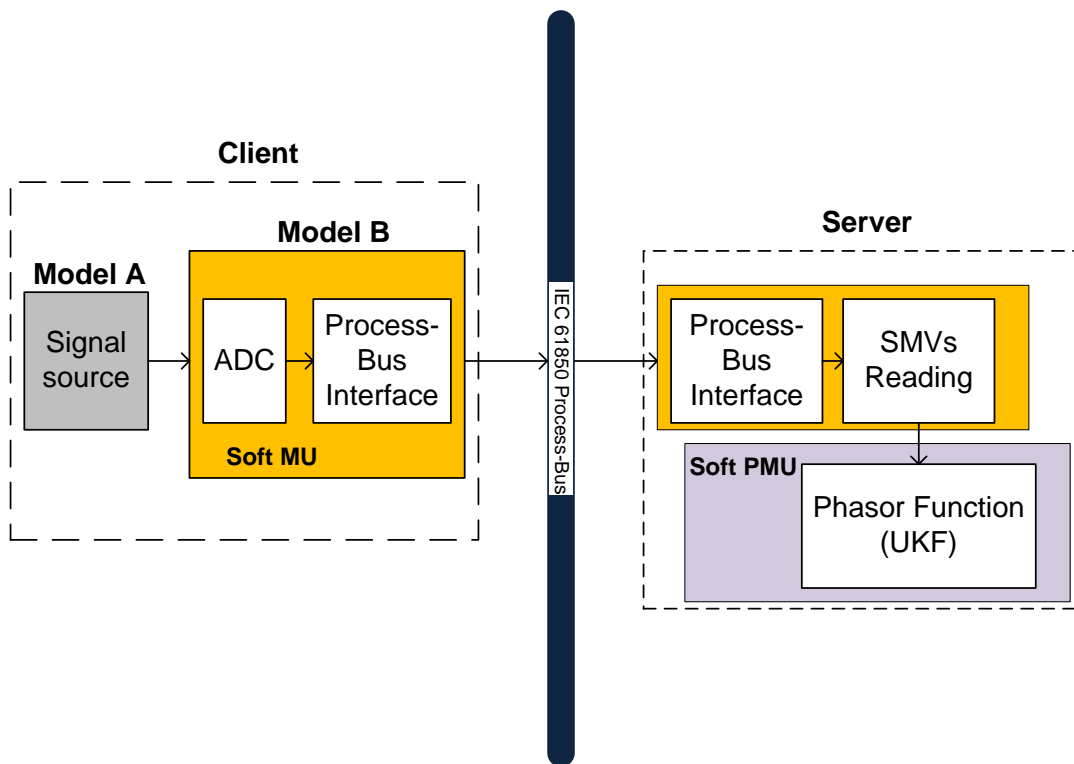 Client
Model A
Signal
source
Model B
ADC
Process-
Bus
Interface
Soft MU
IEC 61850 Process-Bus
Server
Process-
Bus
Interface
SMVs
Reading
Soft PMU
Phasor Function
(UKF)